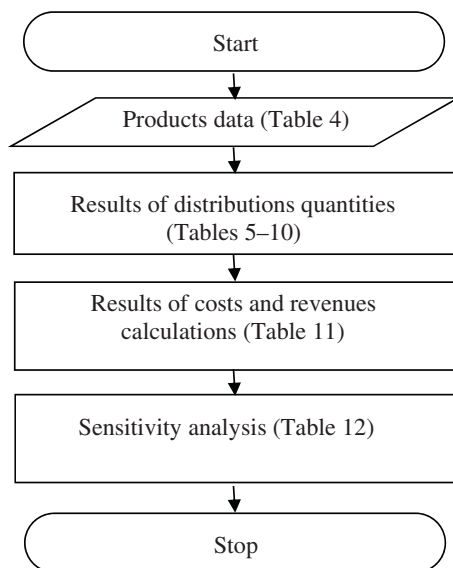 Start
Products data (Table 4)
Results of distributions quantities
(Tables 5–10)
Results of costs and revenues
calculations (Table 11)
Sensitivity analysis (Table 12)
Stop